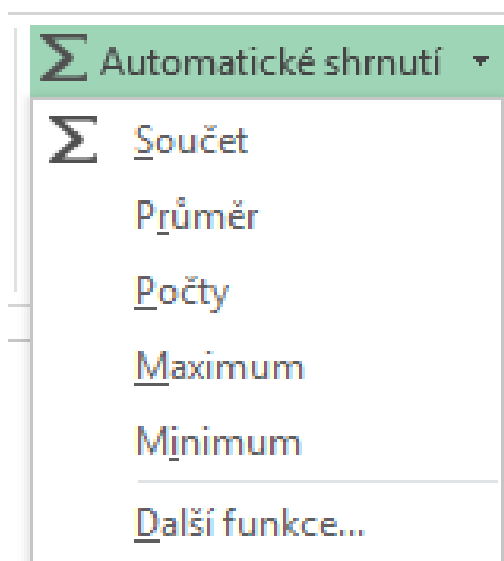 Σ Automatické shrnutí
Σ Součet
Průměr
Počty
Maximum
Minimum
Další funkce...